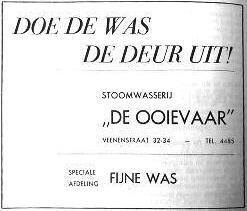 DOE DE WAS
DE DEUR UIT!
STOOMWASSERIJ
„DE OOIEVAAR”
VEENENSTRAAT 32-34 — TEL. 4485
SPECIALE
AFDELING
FIJNE WAS